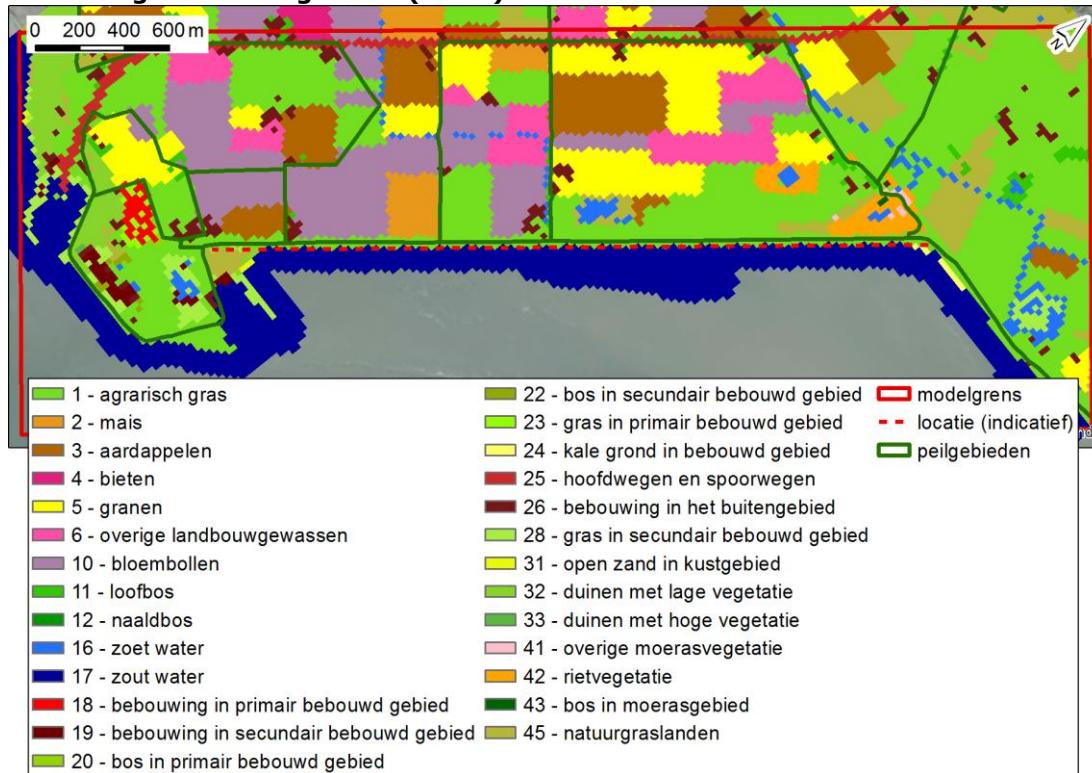 0 200 400 600 m
N
1 - agrarisch gras
2 - mais
3 - aardappelen
4 - bieten
5 - granen
6 - overige landbouwgewassen
10 - bloembollen
11 - loofbos
12 - naaldbos
16 - zoet water
17 - zout water
18 - bebouwing in primair bebouwd gebied
19 - bebouwing in secundair bebouwd gebied
20 - bos in primair bebouwd gebied
22 - bos in secundair bebouwd gebied
23 - gras in primair bebouwd gebied
24 - kale grond in bebouwd gebied
25 - hoofdwegen en spoorwegen
26 - bebouwing in het buitengebied
28 - gras in secundair bebouwd gebied
31 - open zand in kustgebied
32 - duinen met lage vegetatie
33 - duinen met hoge vegetatie
41 - overige moerasvegetatie
42 - rietvegetatie
43 - bos in moerasgebied
45 - natuurgraslanden
modelgrens
locatie (indicatief)
peilgebieden